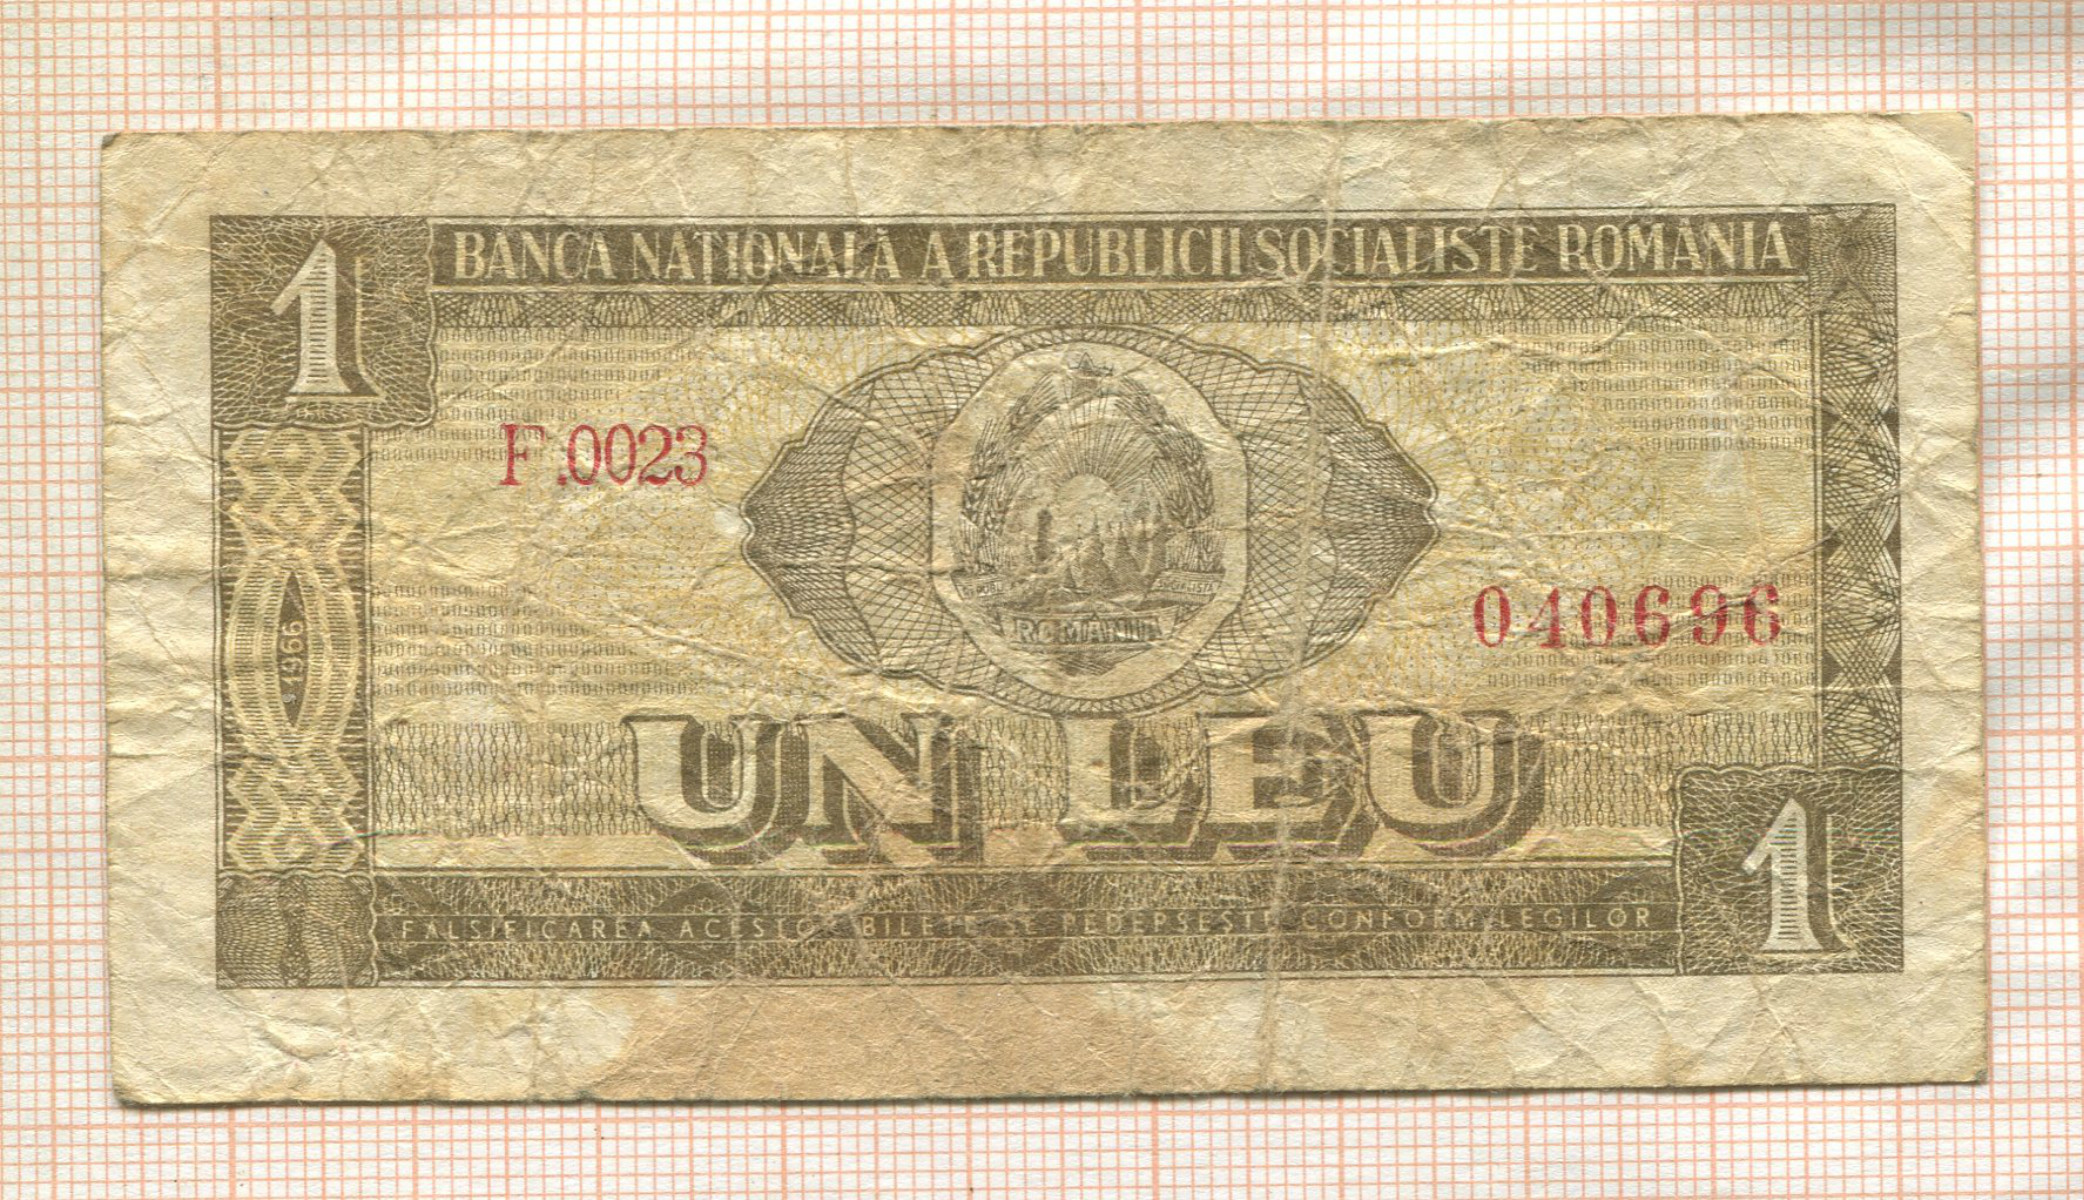 1
BANCA NAȚIONALĂ A REPUBLICII SOCIALISTE ROMÂNIA
F.0023
ROMÂNIA
040696
1966
UN LEU
1
FALSIFICAREA ACESTOR BILETE SE PEDEPSEȘTE CONFORM LEGILOR